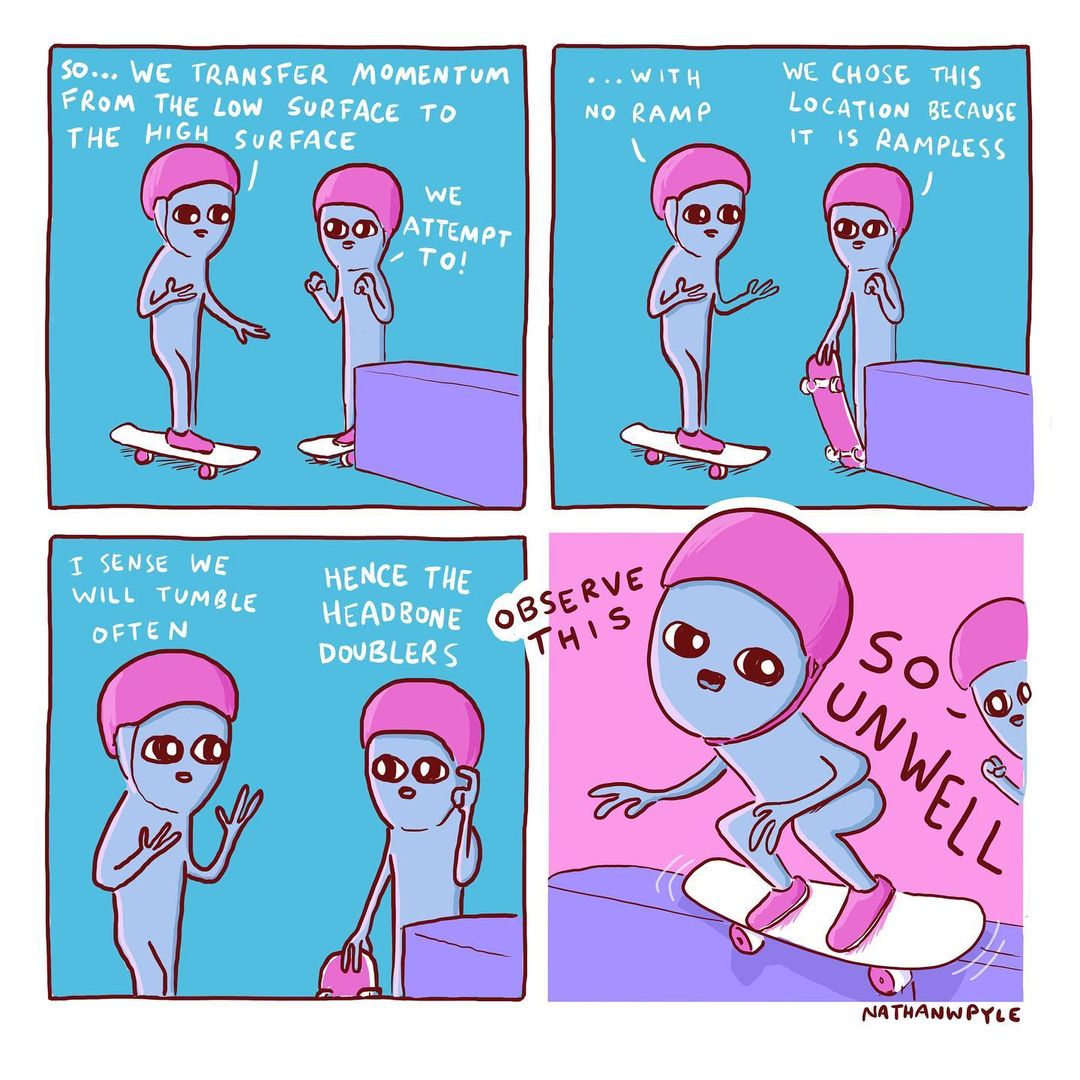 SO... WE TRANSFER MOMENTUM
FROM THE LOW SURFACE TO
THE HIGH SURFACE
WE
ATTEMPT
TO!
...WITH
NO RAMP
WE CHOSE THIS
LOCATION BECAUSE
IT IS RAMPLESS
I SENSE WE
WILL TUMBLE
OFTEN
HENCE THE
HEADBONE
DOUBLERS
OBSERVE
THIS
SO
UNWELL
NATHANWPYLE